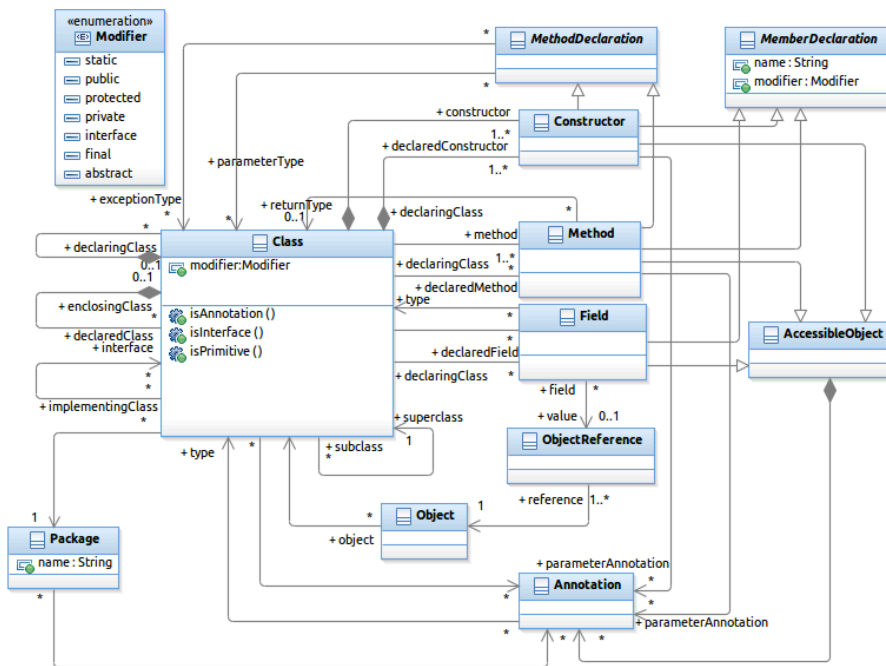 «enumeration»
Modifier
static
public
protected
private
interface
final
abstract
*
MethodDeclaration
*
*
MemberDeclaration
name : String
modifier : Modifier
+ constructor
1..*
Constructor
+ declaredConstructor
1..*
+ parameterType
+ exceptionType
*
*
+ returnType
0..1
+ declaringClass
*
*
Class
modifier:Modifier
isAnnotation ()
isInterface ()
isPrimitive ()
+ declaringClass
0..1
0..1
+ enclosingClass
*
+ declaredClass
+ interface
*
*
+ implementingClass
*
+ method
1..*
Method
+ declaringClass
*
+ declaredMethod
+ type
*
Field
*
+ declaredField
+ declaringClass
*
AccessibleObject
+ field
*
+ value
0..1
ObjectReference
+ superclass
1
+ subclass
*
+ type
*
+ reference
1..*
1
*
Object
+ object
1
Package
name : String
*
+ parameterAnnotation
*
*
Annotation
*
*
+ parameterAnnotation
*
*